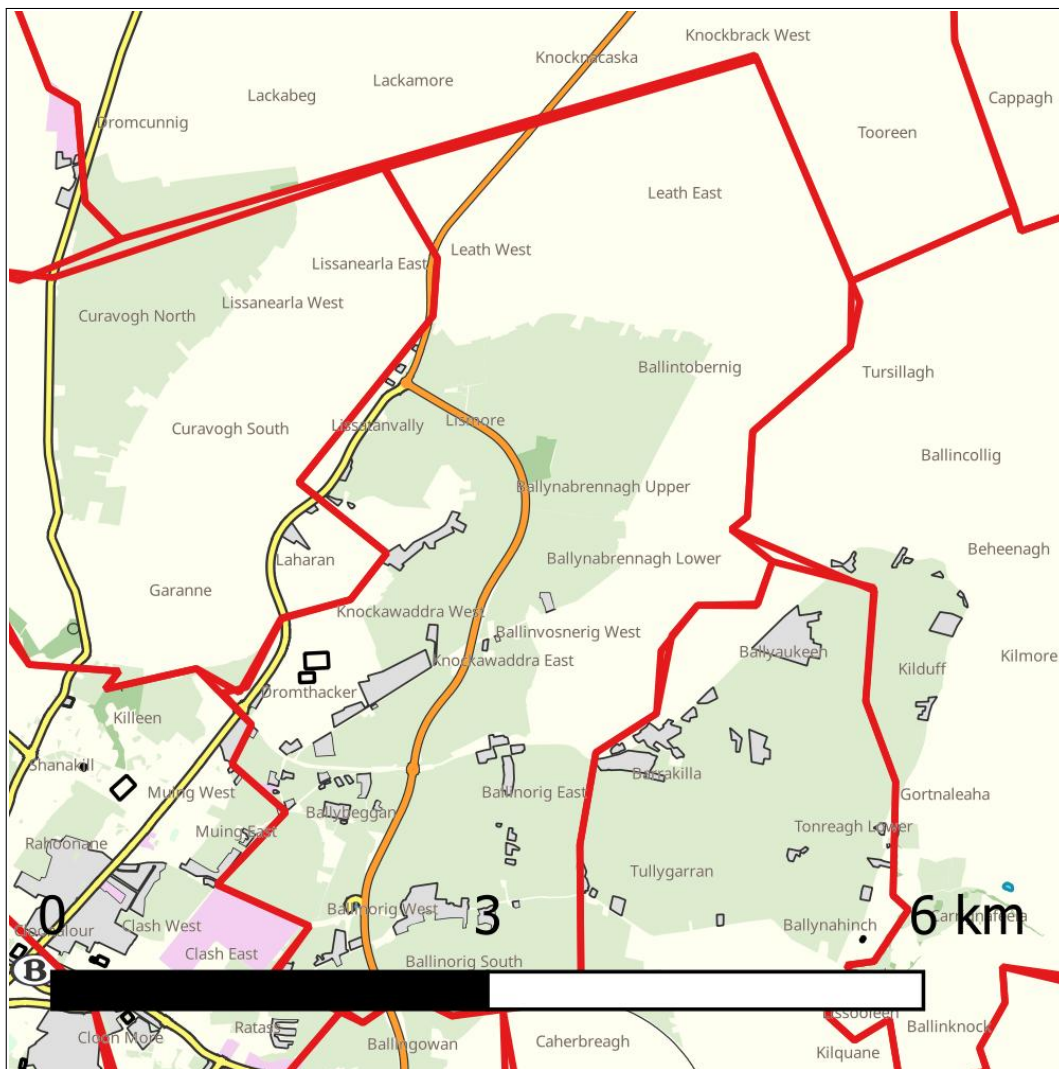 Knockbrack West
Knocknacaska
Lackamore
Lackabeg
Cappagh
Dromcunnig
Tooreen
Leath East
Leath West
Lissanearla East
Lissanearla West
Curavogh North
Ballintobernig
Tursillagh
Lissatanvally
Lismore
Curavogh South
Ballincollig
Ballynabrennagh Upper
Beheenagh
Laharan
Ballynabrennagh Lower
Garanne
Knockawaddra West
Ballinvosnerig West
Ballyaukeen
Kilmore
Knockawaddra East
Kilduff
Dromthacker
Killeen
Shanakill
Barrakilla
Muing West
Ballinorig East
Gortnaleaha
Ballybeggan
Muing East
Tonreagh Lower
Rahoonane
Tullygarran
Ballinorig West
0
3
6 km
Clash West
Ballynahinch
Clash East
Ballinorig South
B
Lissooleen
Ratass
Ballinknock
Cloon More
Ballingowan
Caherbreagh
Kilquane